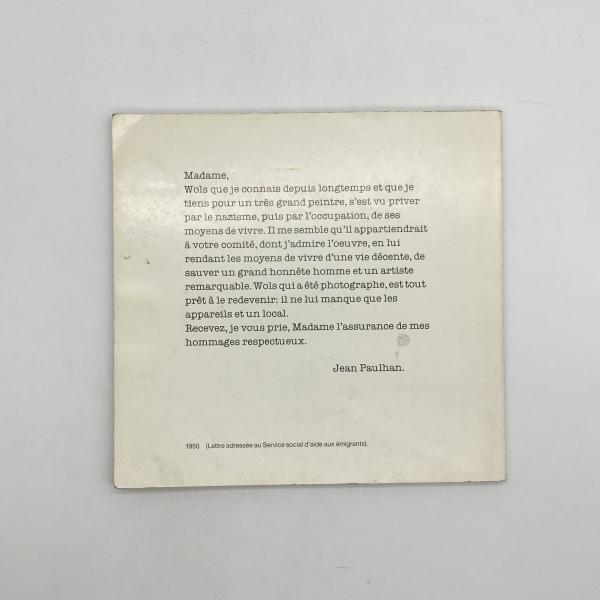 Madame,
Wols que je connais depuis longtemps et que je
tiens pour un très grand peintre, s'est vu priver
par le nazisme, puis par l'occupation, de ses
moyens de vivre. Il me semble qu'il appartiendrait
à votre comité, dont j'admire l'oeuvre, en lui
rendant les moyens de vivre d'une vie décente, de
sauver un grand honnête homme et un artiste
remarquable. Wols qui a été photographe, est tout
prêt à le redevenir: il ne lui manque que les
appareils et un local.
Recevez, je vous prie, Madame l'assurance de mes
hommages respectueux.
Jean Paulhan.
1950 (Lettre adressée au Service social d'aide aux émigrants).